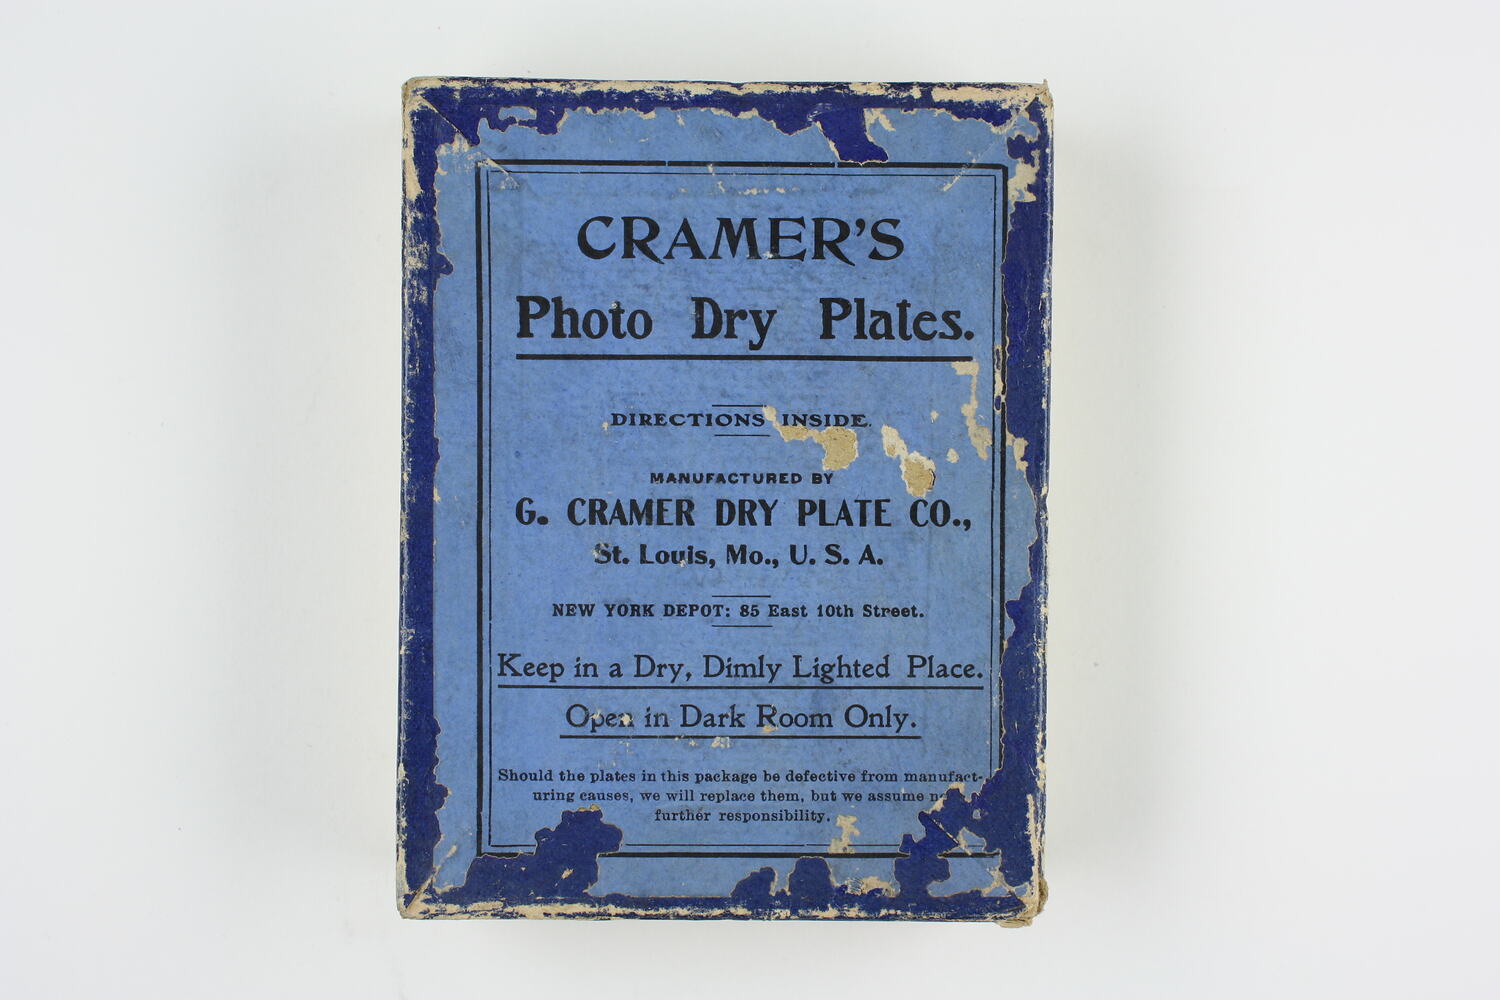 CRAMER'S
Photo Dry Plates.
DIRECTIONS INSIDE.
MANUFACTURED BY
G. CRAMER DRY PLATE CO.,
St. Louis, Mo., U. S. A.
NEW YORK DEPOT: 85 East 10th Street.
Keep in a Dry, Dimly Lighted Place.
Open in Dark Room Only.
Should the plates in this package be defective from manufact-
uring causes, we will replace them, but we assume
further responsibility.